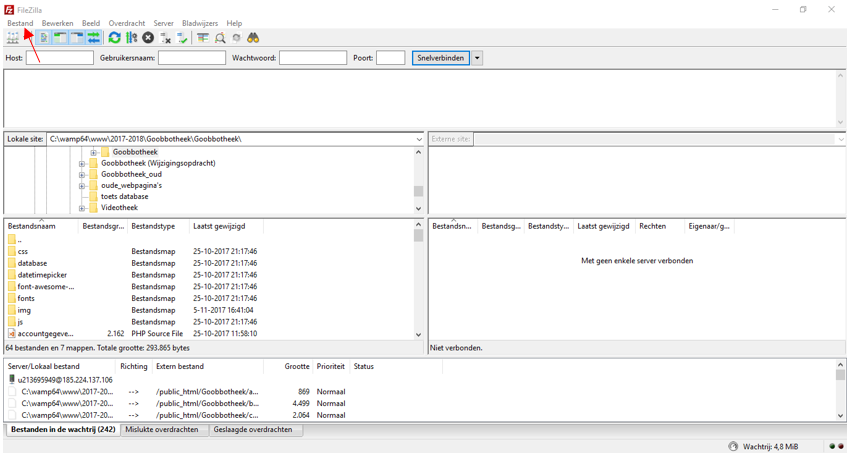 FileZilla
Bestand Bewerken Beeld Overdracht Server Bladwijzers Help
Host: Gebruikersnaam: Wachtwoord: Poort: Snelverbinden
Lokale site: C:\wamp64\www\2017-2018\Goobbotheek\Goobbotheek\
Externe site:
Goobbotheek
Goobbotheek (Wijzigingsopdracht)
Goobbotheek_oud
oude_webpagina's
toets database
Videotheek
Bestandsnaam Bestandsgr... Bestandstype Laatst gewijzigd
..
css Bestandsmap 25-10-2017 21:17:46
database Bestandsmap 25-10-2017 21:17:46
datetimepicker Bestandsmap 25-10-2017 21:17:46
font-awesome-... Bestandsmap 25-10-2017 21:17:46
fonts Bestandsmap 25-10-2017 21:17:46
img Bestandsmap 5-11-2017 16:41:04
js Bestandsmap 25-10-2017 21:17:46
accountgegeve... 2.162 PHP Source File 25-10-2017 11:58:10
64 bestanden en 7 mappen. Totale grootte: 293.865 bytes
Bestandsn... Bestandsg... Bestandsty... Laatst gewijzigd Rechten Eigenaar/g...
Met geen enkele server verbonden
Niet verbonden.
Server/Lokaal bestand Richting Extern bestand Grootte Prioriteit Status
u213695949@185.224.137.106
C:\wamp64\www\2017-20... --> /public_html/Goobbotheek/a... 869 Normaal
C:\wamp64\www\2017-20... --> /public_html/Goobbotheek/b... 4.499 Normaal
C:\wamp64\www\2017-20... --> /public_html/Goobbotheek/c... 2.064 Normaal
Bestanden in de wachtrij (242) Mislukte overdrachten Geslaagde overdrachten
Wachtrij: 4,8 MiB